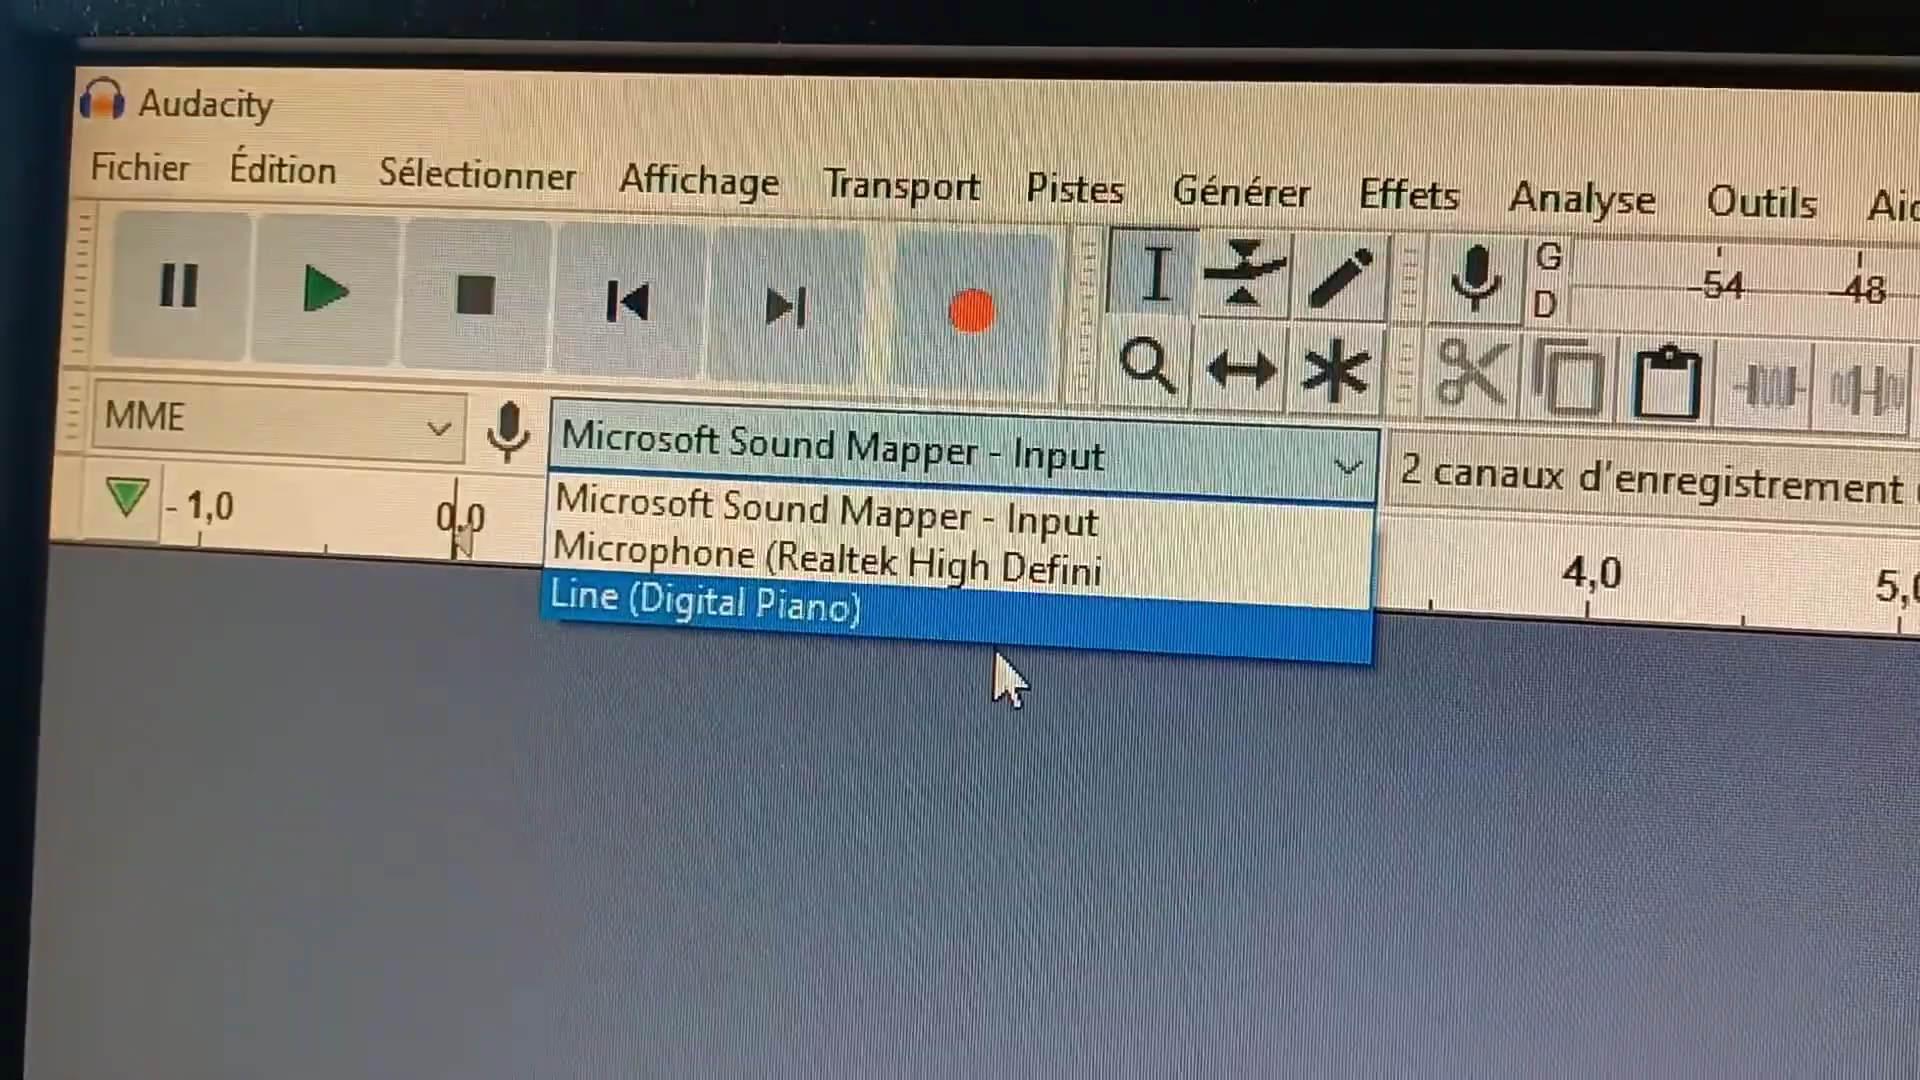 Audacity
Fichier Édition Sélectionner Affichage Transport Pistes Générer Effets Analyse Outils
G
D
-54 -48
MME
Microsoft Sound Mapper - Input
2 canaux d'enregistrement
- 1,0 0,0 4,0
Microsoft Sound Mapper - Input
Microphone (Realtek High Defini
Line (Digital Piano)